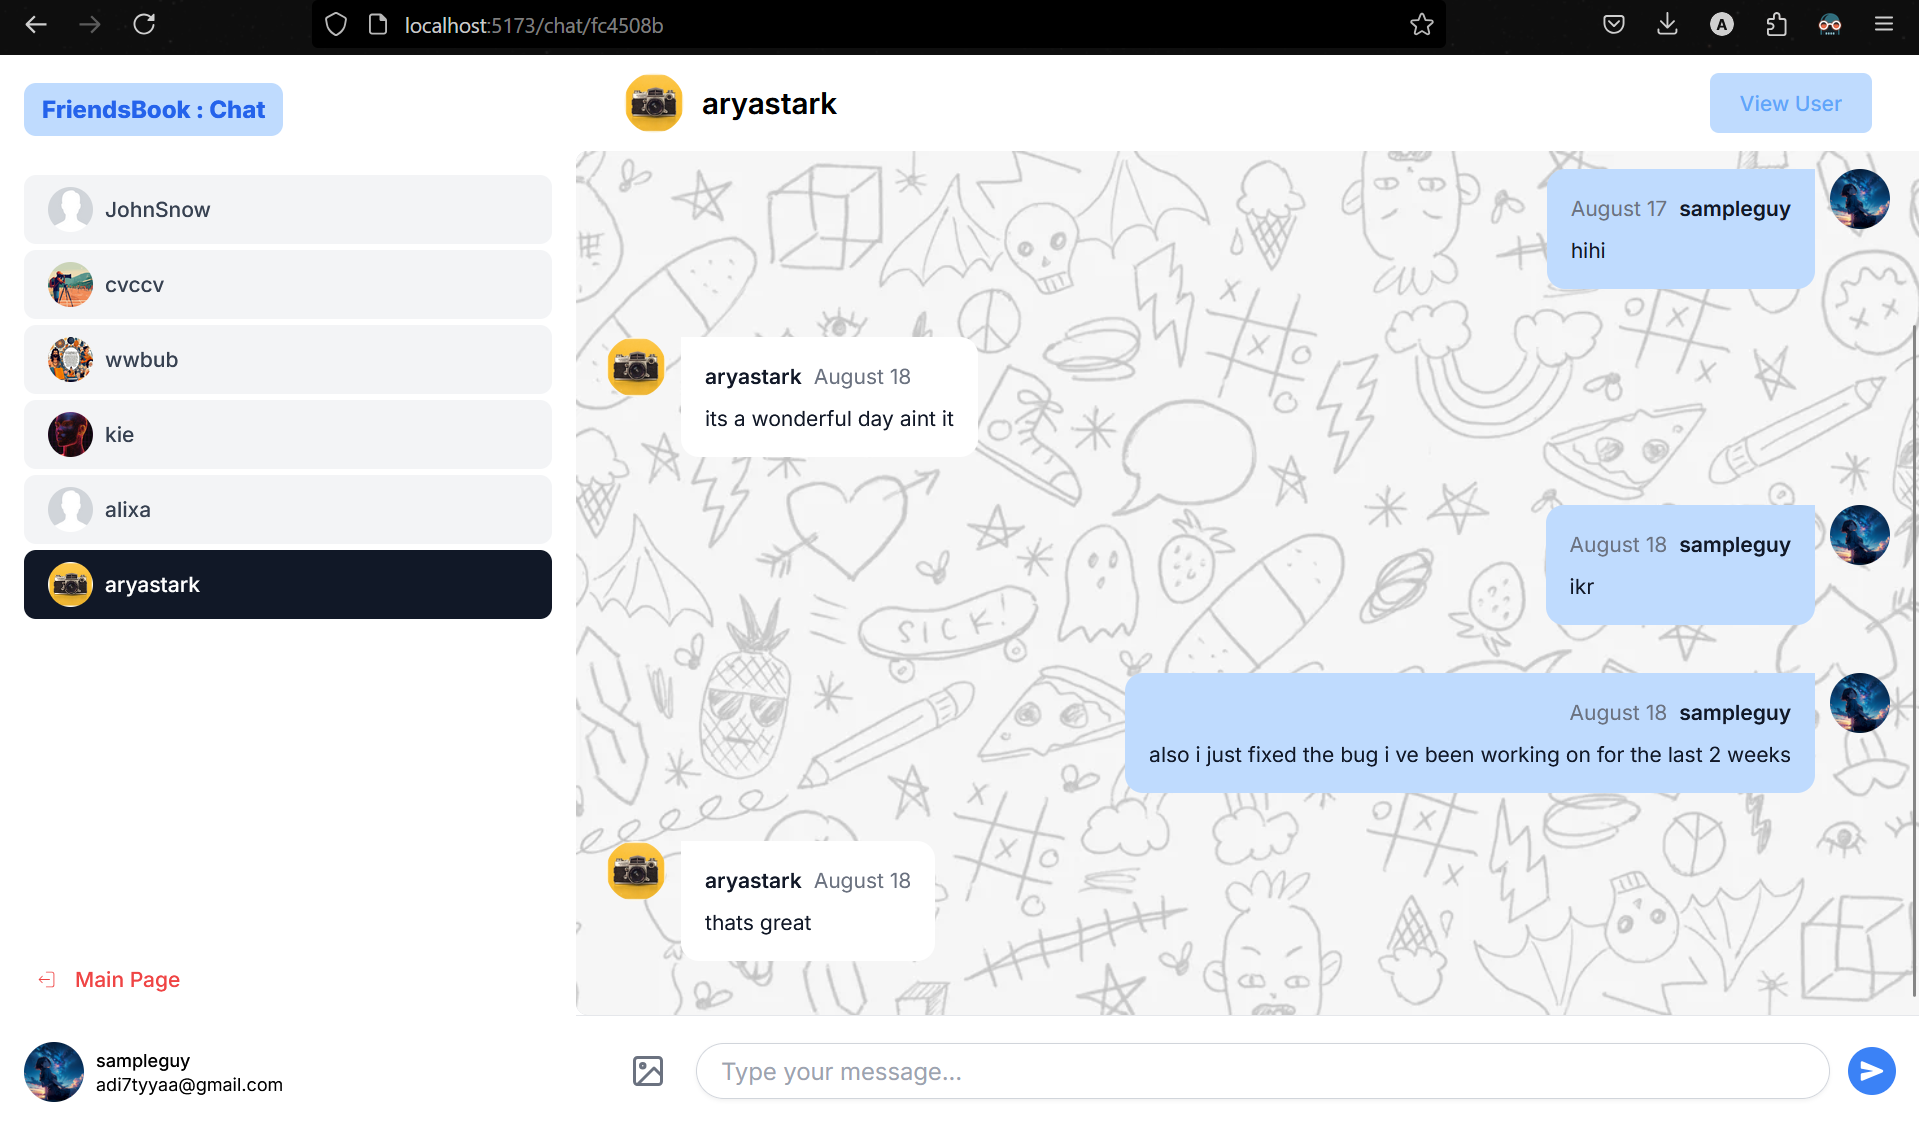 localhost:5173/chat/fc4508b
A
FriendsBook : Chat
JohnSnow
cvccv
wwbub
kie
alixa
aryastark
Main Page
sampleguy
adi7tyyaa@gmail.com
aryastark
View User
August 17 sampleguy
hihi
aryastark August 18
its a wonderful day aint it
August 18 sampleguy
ikr
SICK!
August 18 sampleguy
also i just fixed the bug i ve been working on for the last 2 weeks
aryastark August 18
thats great
Type your message...